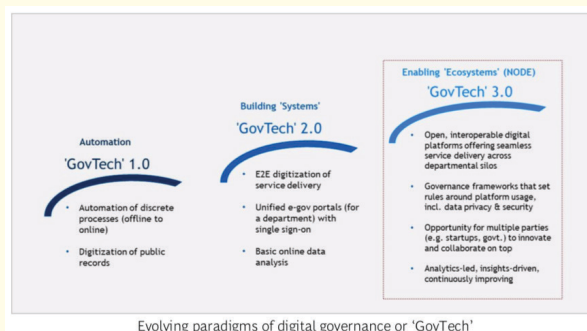 Automation
'GovTech' 1.0
• Automation of discrete
processes (offline to
online)
• Digitization of public
records
Building 'Systems'
'GovTech' 2.0
• E2E digitization of
service delivery
• Unified e-gov portals (for
a department) with
single sign-on
• Basic online data
analysis
Enabling 'Ecosystems' (NODE)
'GovTech' 3.0
• Open, interoperable digital
platforms offering seamless
service delivery across
departmental silos
• Governance frameworks that set
rules around platform usage,
incl. data privacy & security
• Opportunity for multiple parties
(e.g. startups, govt.) to innovate
and collaborate on top
• Analytics-led, insights-driven,
continuously improving
Evolving paradigms of digital governance or 'GovTech'